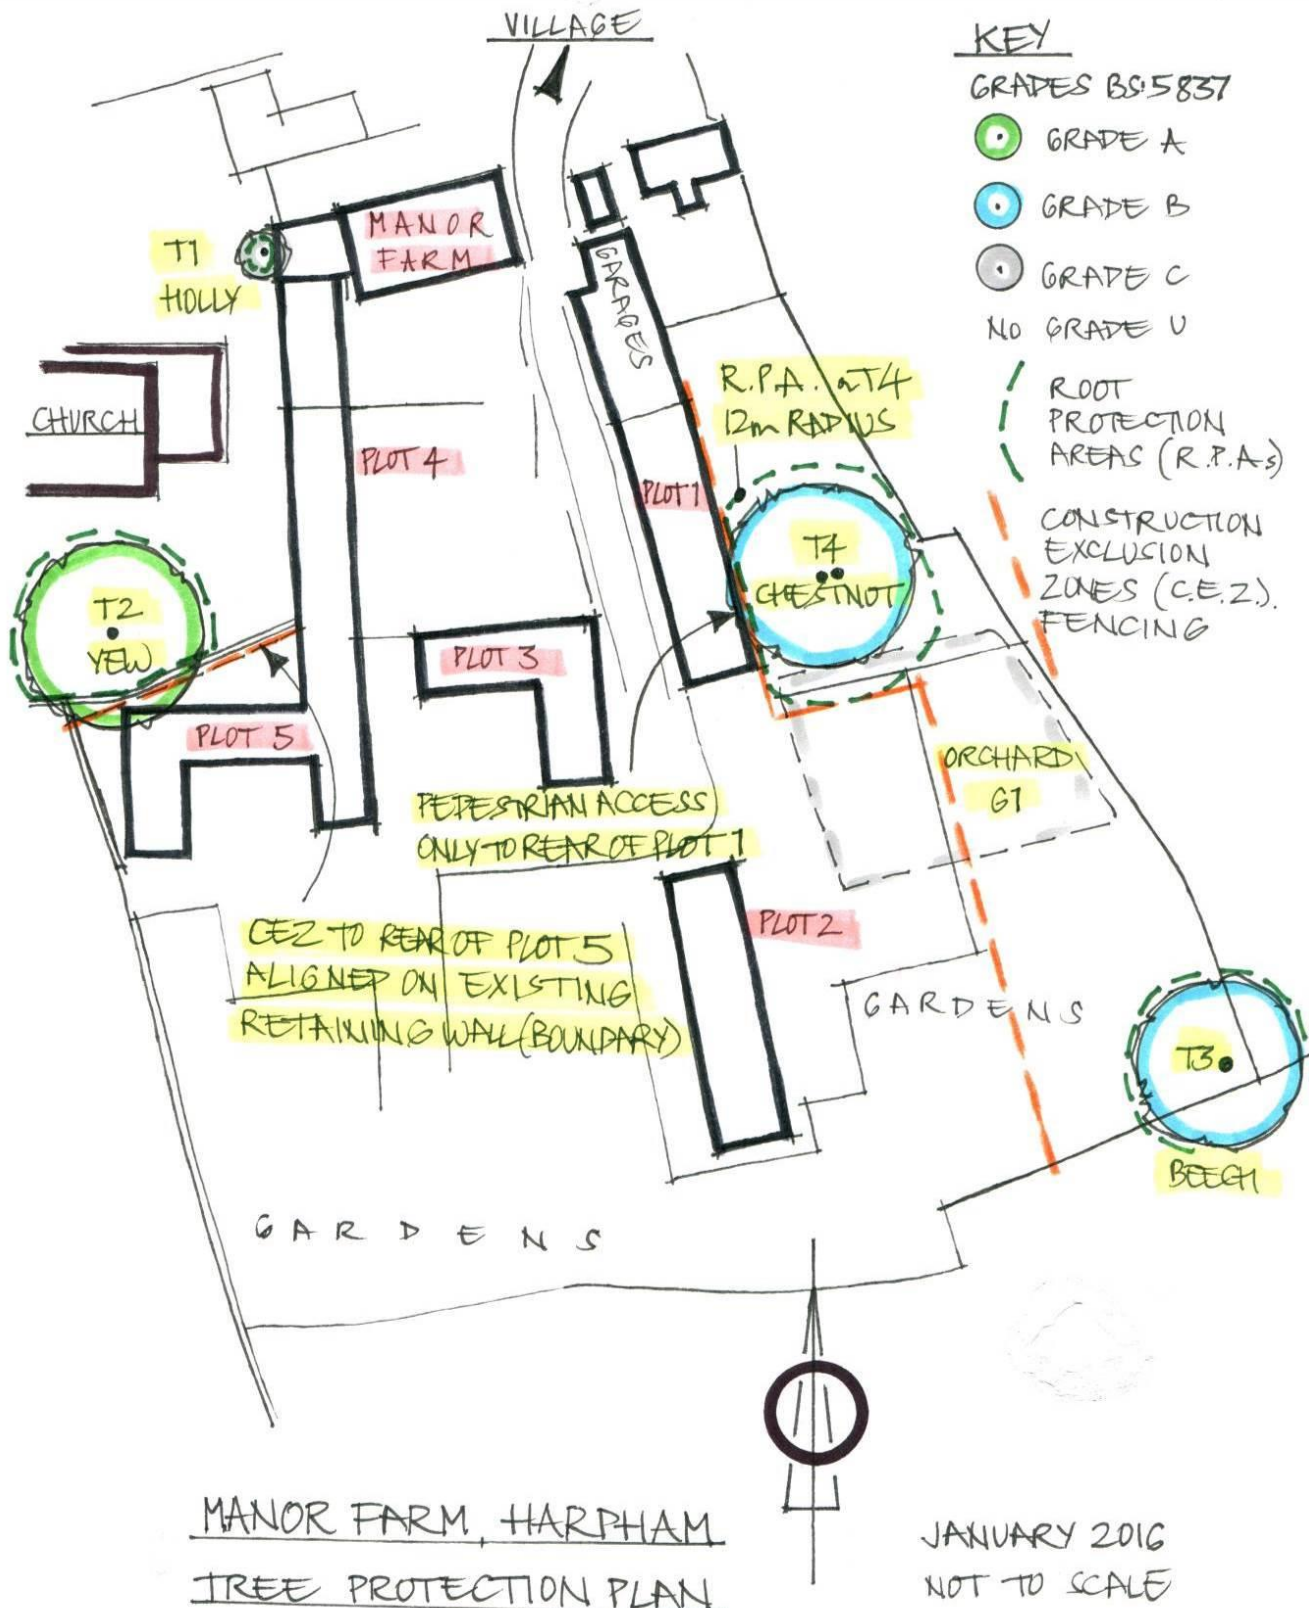 VILLAGE
KEY
GRADES BS:5837
GRADE A
GRADE B
GRADE C
NO GRADE U
ROOT
PROTECTION
AREAS (R.P.A.s)
CONSTRUCTION
EXCLUSION
ZONES (C.E.Z.).
FENCING
T1
HOLLY
MANOR
FARM
GARAGES
CHURCH
PLOT 4
R.P.A. T4
12m RADIUS
PLOT 1
T4
CHESTNUT
T2
YEW
PLOT 3
PLOT 5
ORCHARD
G1
PEDESTRIAN ACCESS
ONLY TO REAR OF PLOT 1
PLOT 2
CEZ TO REAR OF PLOT 5
ALIGNED ON EXISTING
RETAINING WALL (BOUNDARY)
GARDENS
T3
BEECH
GARDENS
MANOR FARM, HARPHAM
TREE PROTECTION PLAN
JANUARY 2016
NOT TO SCALE